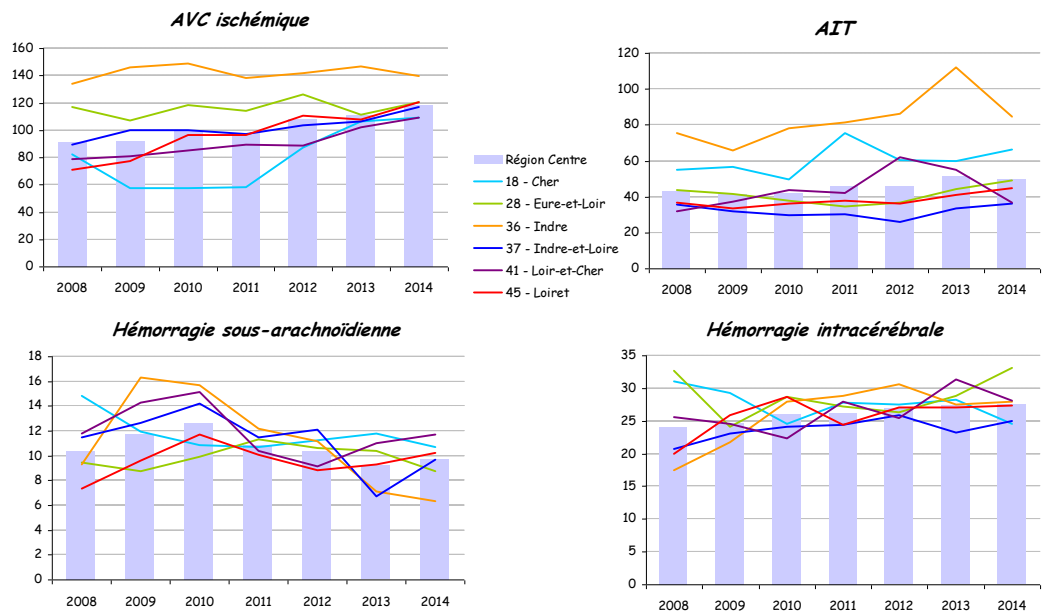 AVC ischémique
160
140
120
100
80
60
40
20
0
2008 2009 2010 2011 2012 2013 2014
Région Centre
18 - Cher
28 - Eure-et-Loir
36 - Indre
37 - Indre-et-Loire
41 - Loir-et-Cher
45 - Loiret
AIT
120
100
80
60
40
20
0
2008 2009 2010 2011 2012 2013 2014
Hémorragie sous-arachnoïdienne
18
16
14
12
10
8
6
4
2
0
2008 2009 2010 2011 2012 2013 2014
Hémorragie intracérébrale
35
30
25
20
15
10
5
0
2008 2009 2010 2011 2012 2013 2014